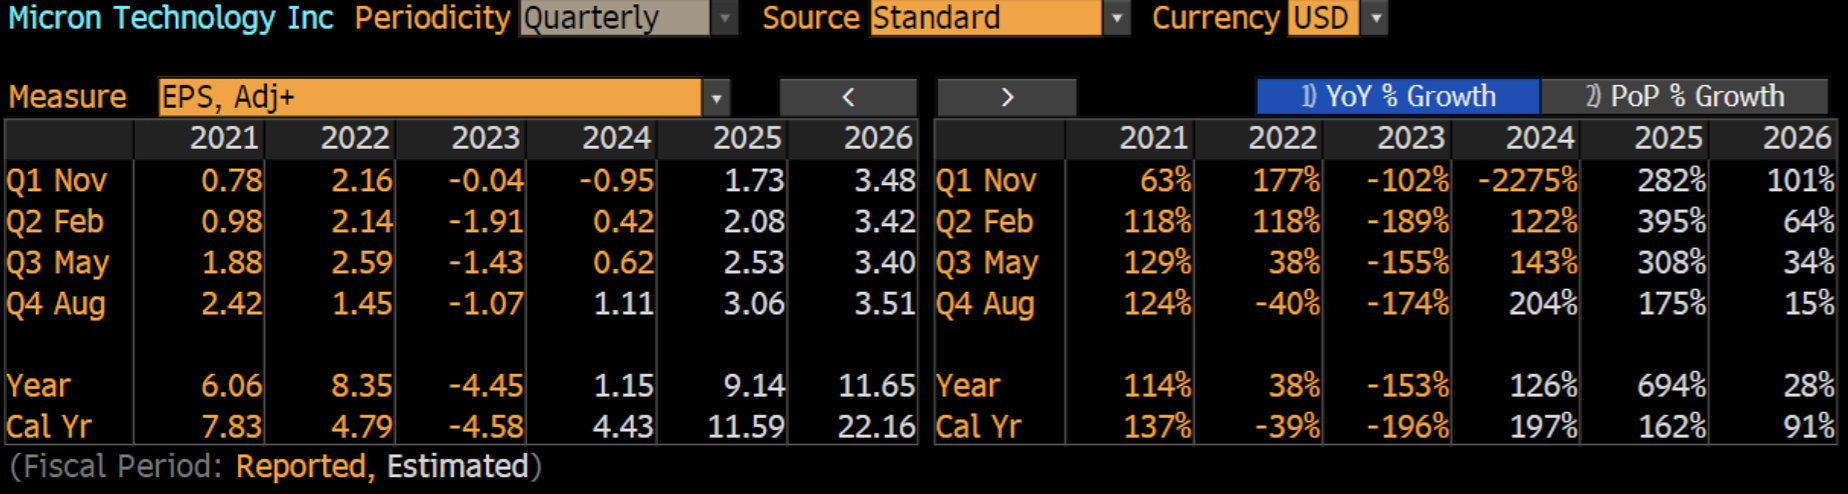 Micron Technology Inc Periodicity Quarterly Source Standard Currency USD
Measure EPS, Adj+ < > 1) YoY % Growth 2) PoP % Growth
2021 2022 2023 2024 2025 2026 2021 2022 2023 2024 2025 2026
Q1 Nov 0.78 2.16 -0.04 -0.95 1.73 3.48 Q1 Nov 63% 177% -102% -2275% 282% 101%
Q2 Feb 0.98 2.14 -1.91 0.42 2.08 3.42 Q2 Feb 118% 118% -189% 122% 395% 64%
Q3 May 1.88 2.59 -1.43 0.62 2.53 3.40 Q3 May 129% 38% -155% 143% 308% 34%
Q4 Aug 2.42 1.45 -1.07 1.11 3.06 3.51 Q4 Aug 124% -40% -174% 204% 175% 15%
Year 6.06 8.35 -4.45 1.15 9.14 11.65 Year 114% 38% -153% 126% 694% 28%
Cal Yr 7.83 4.79 -4.58 4.43 11.59 22.16 Cal Yr 137% -39% -196% 197% 162% 91%
(Fiscal Period: Reported, Estimated)